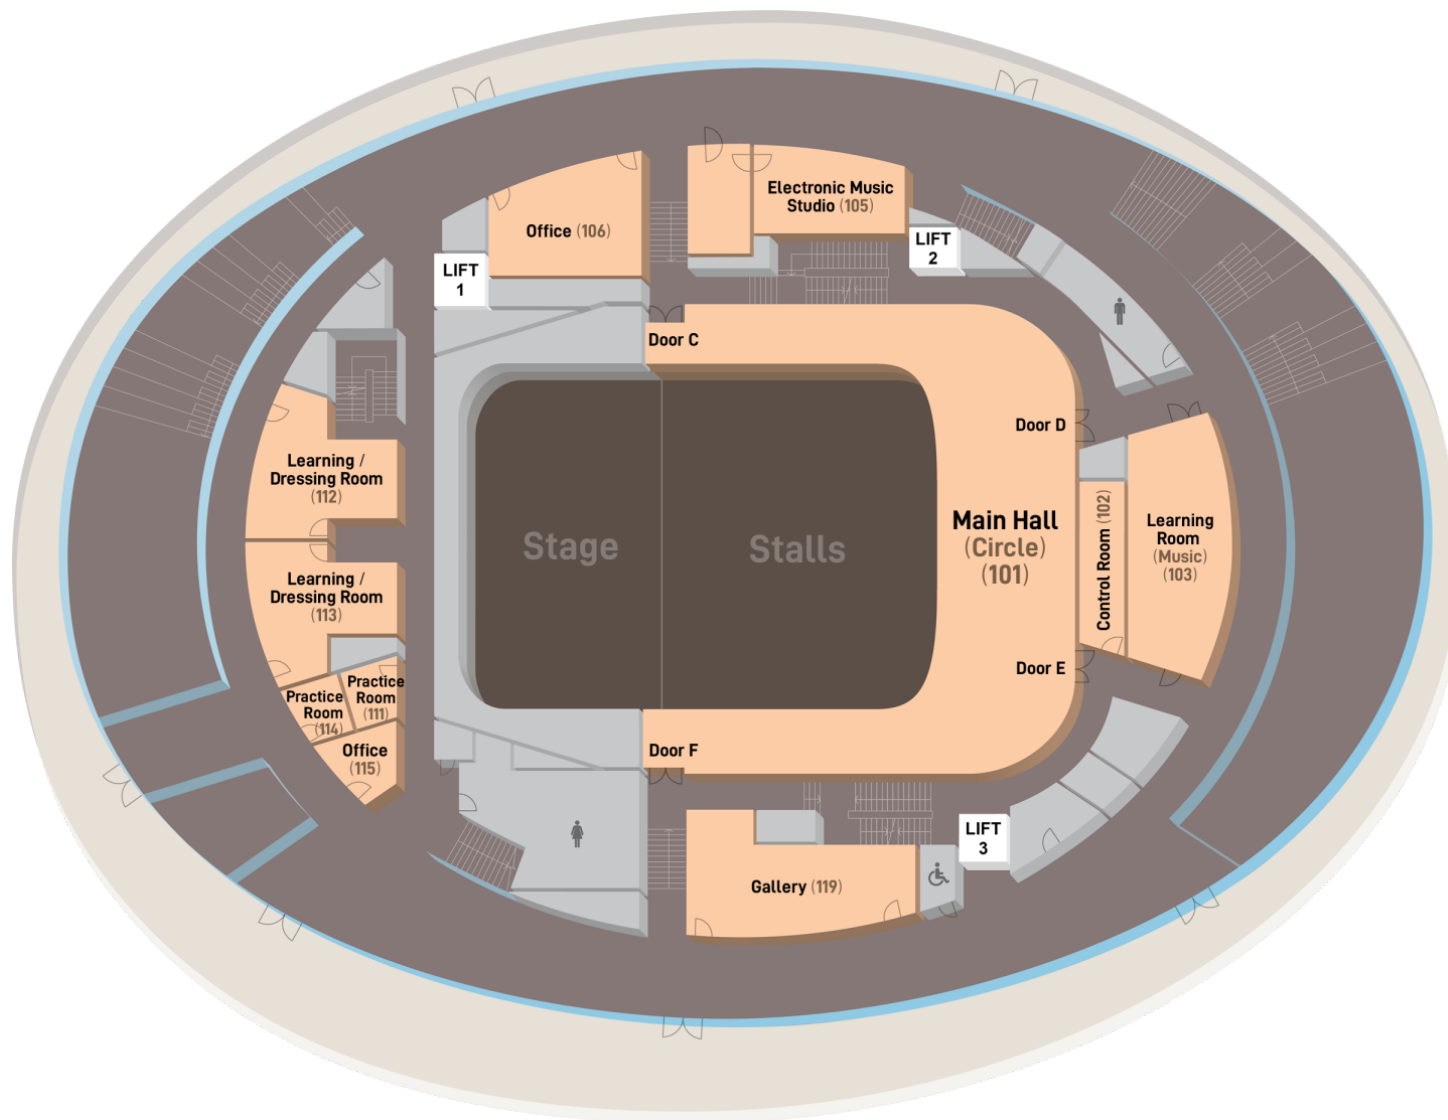 Electronic Music
Studio (105)
Office (106)
LIFT
1
LIFT
2
Door C
Door D
Learning /
Dressing Room
(112)
Learning /
Dressing Room
(113)
Stage
Stalls
Main Hall
(Circle)
(101)
Control Room (102)
Learning
Room
(Music)
(103)
Door E
Practice
Room
(111)
Practice
Room
(114)
Office
(115)
Door F
LIFT
3
Gallery (119)